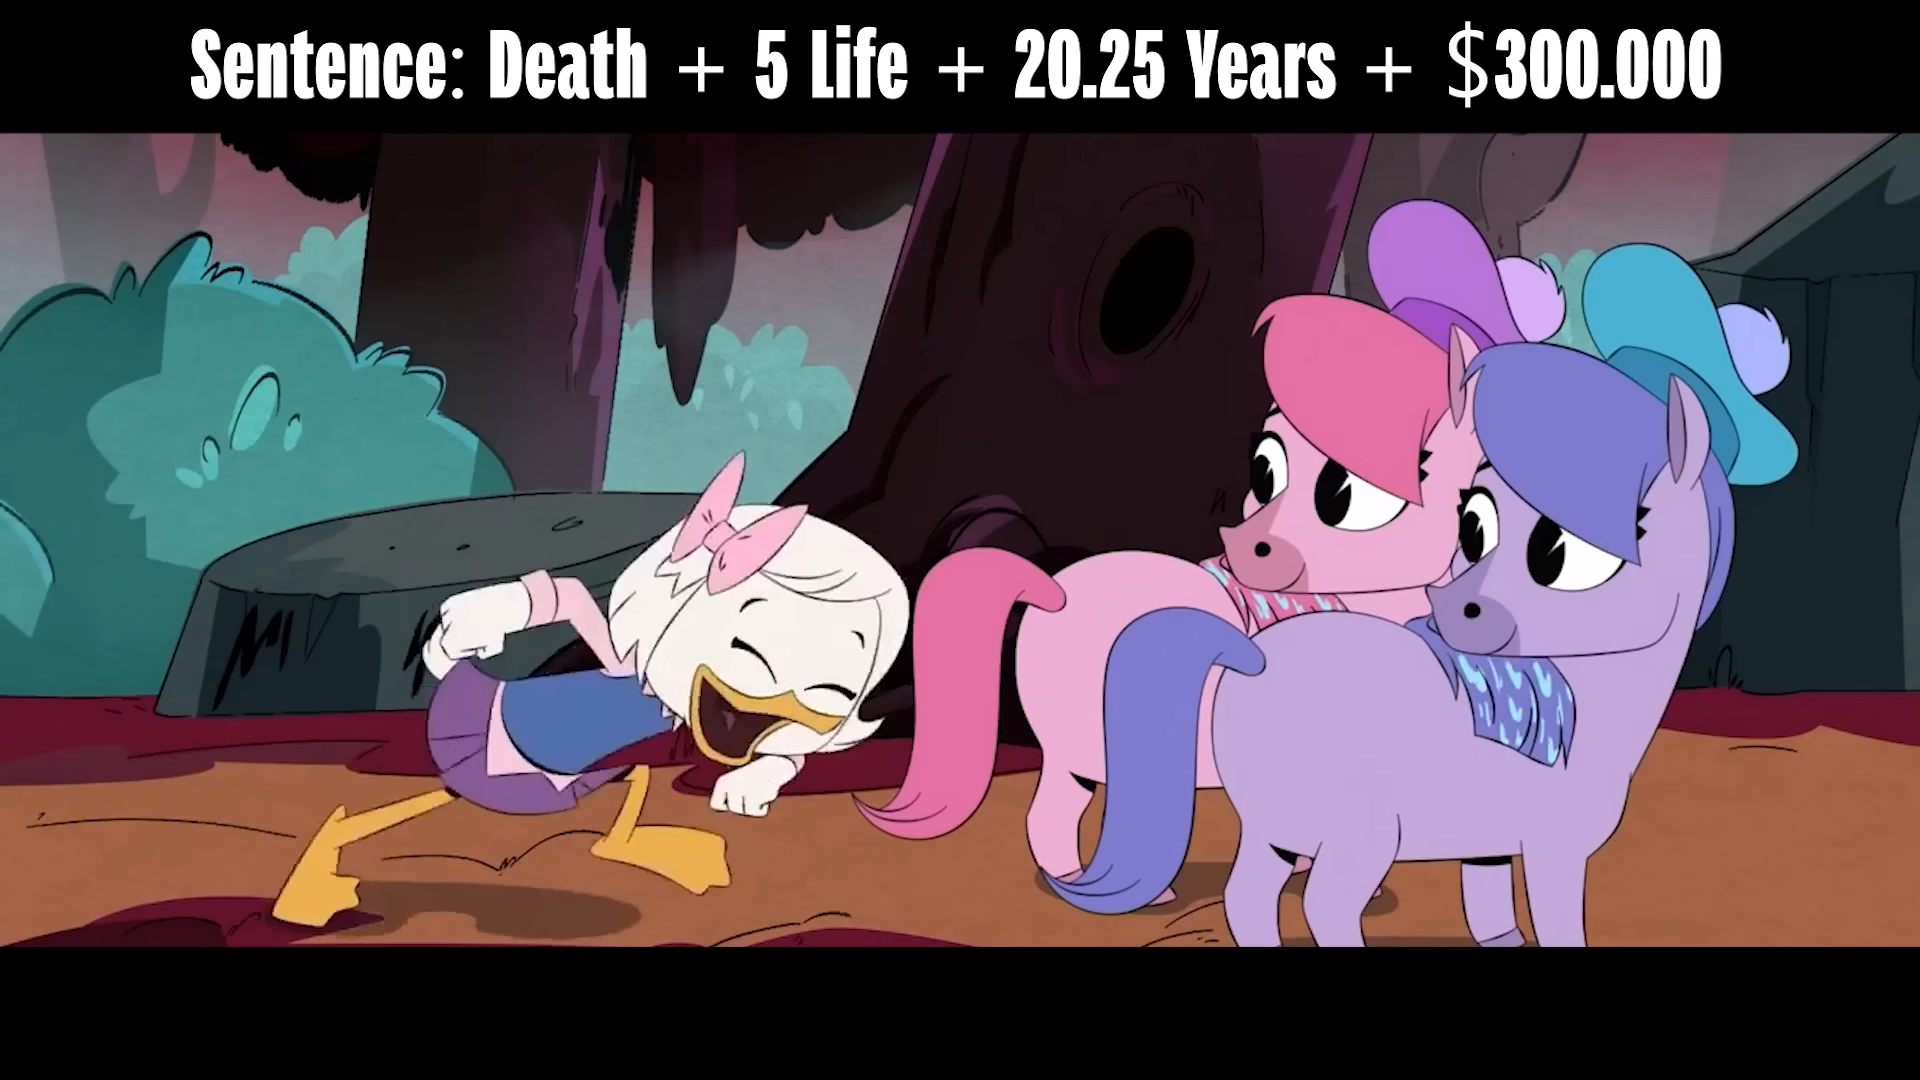 Sentence: Death + 5 Life + 20.25 Years + $300.000